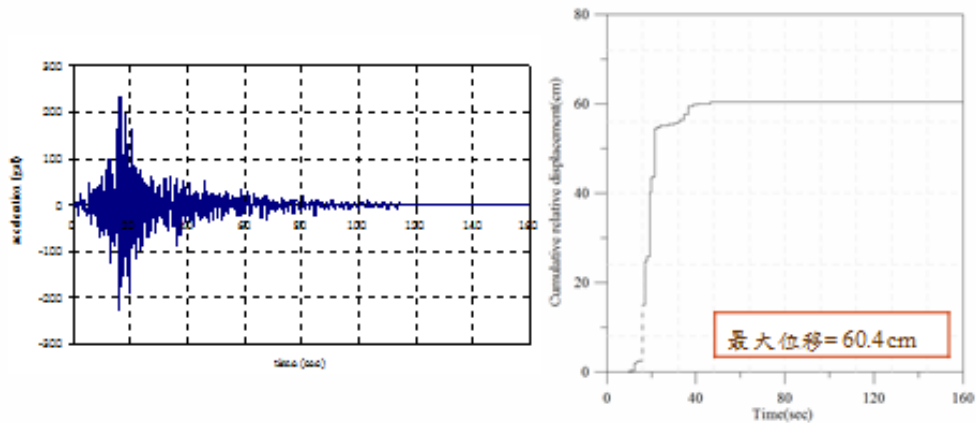 300
200
100
0
-100
-200
-300
0 20 40 60 80 100 120 140 160
acceleration (gal)
time (sec)
80
60
40
20
0
0 40 80 120 160
Cumulative relative displacement(cm)
Time(sec)
最大位移=60.4cm